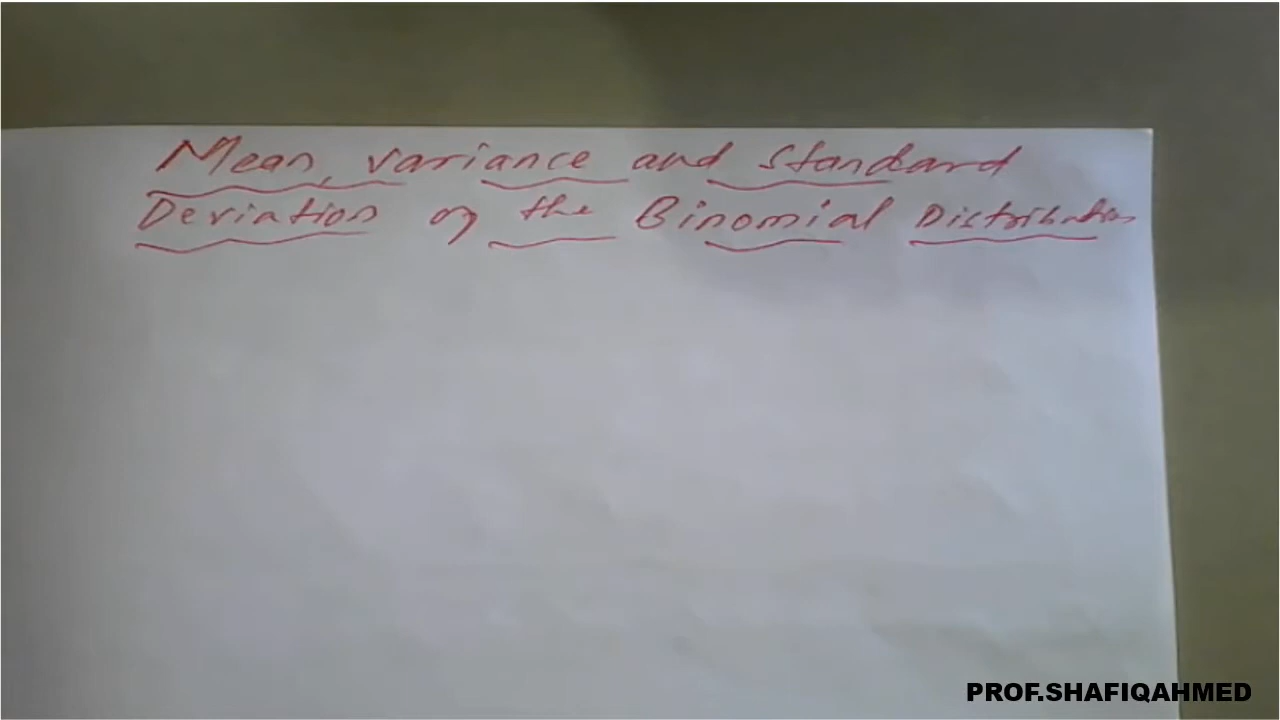 Mean, variance and Standard
Deviation of the Binomial Distribution
PROF.SHAFIQAHMED